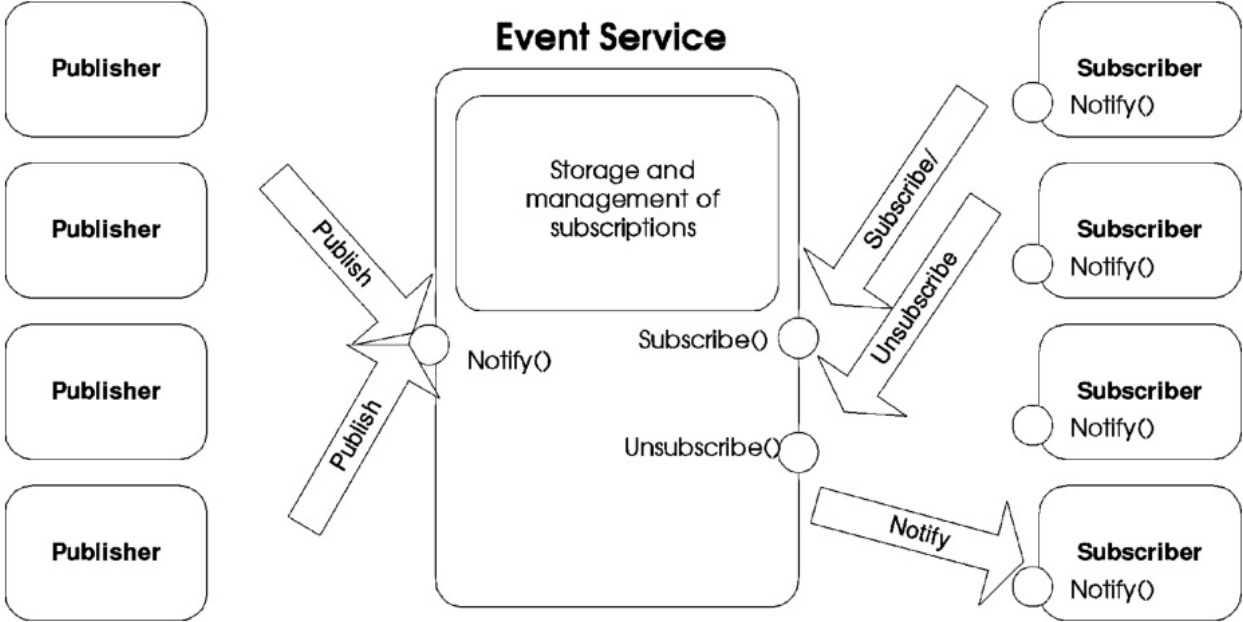 Event Service
Publisher
Publisher
Publisher
Publisher
Publish
Publish
Storage and
management of
subscriptions
Notify()
Subscribe()
Unsubscribe()
Subscribe/
Unsubscribe
Notify
Subscriber
Notify()
Subscriber
Notify()
Subscriber
Notify()
Subscriber
Notify()